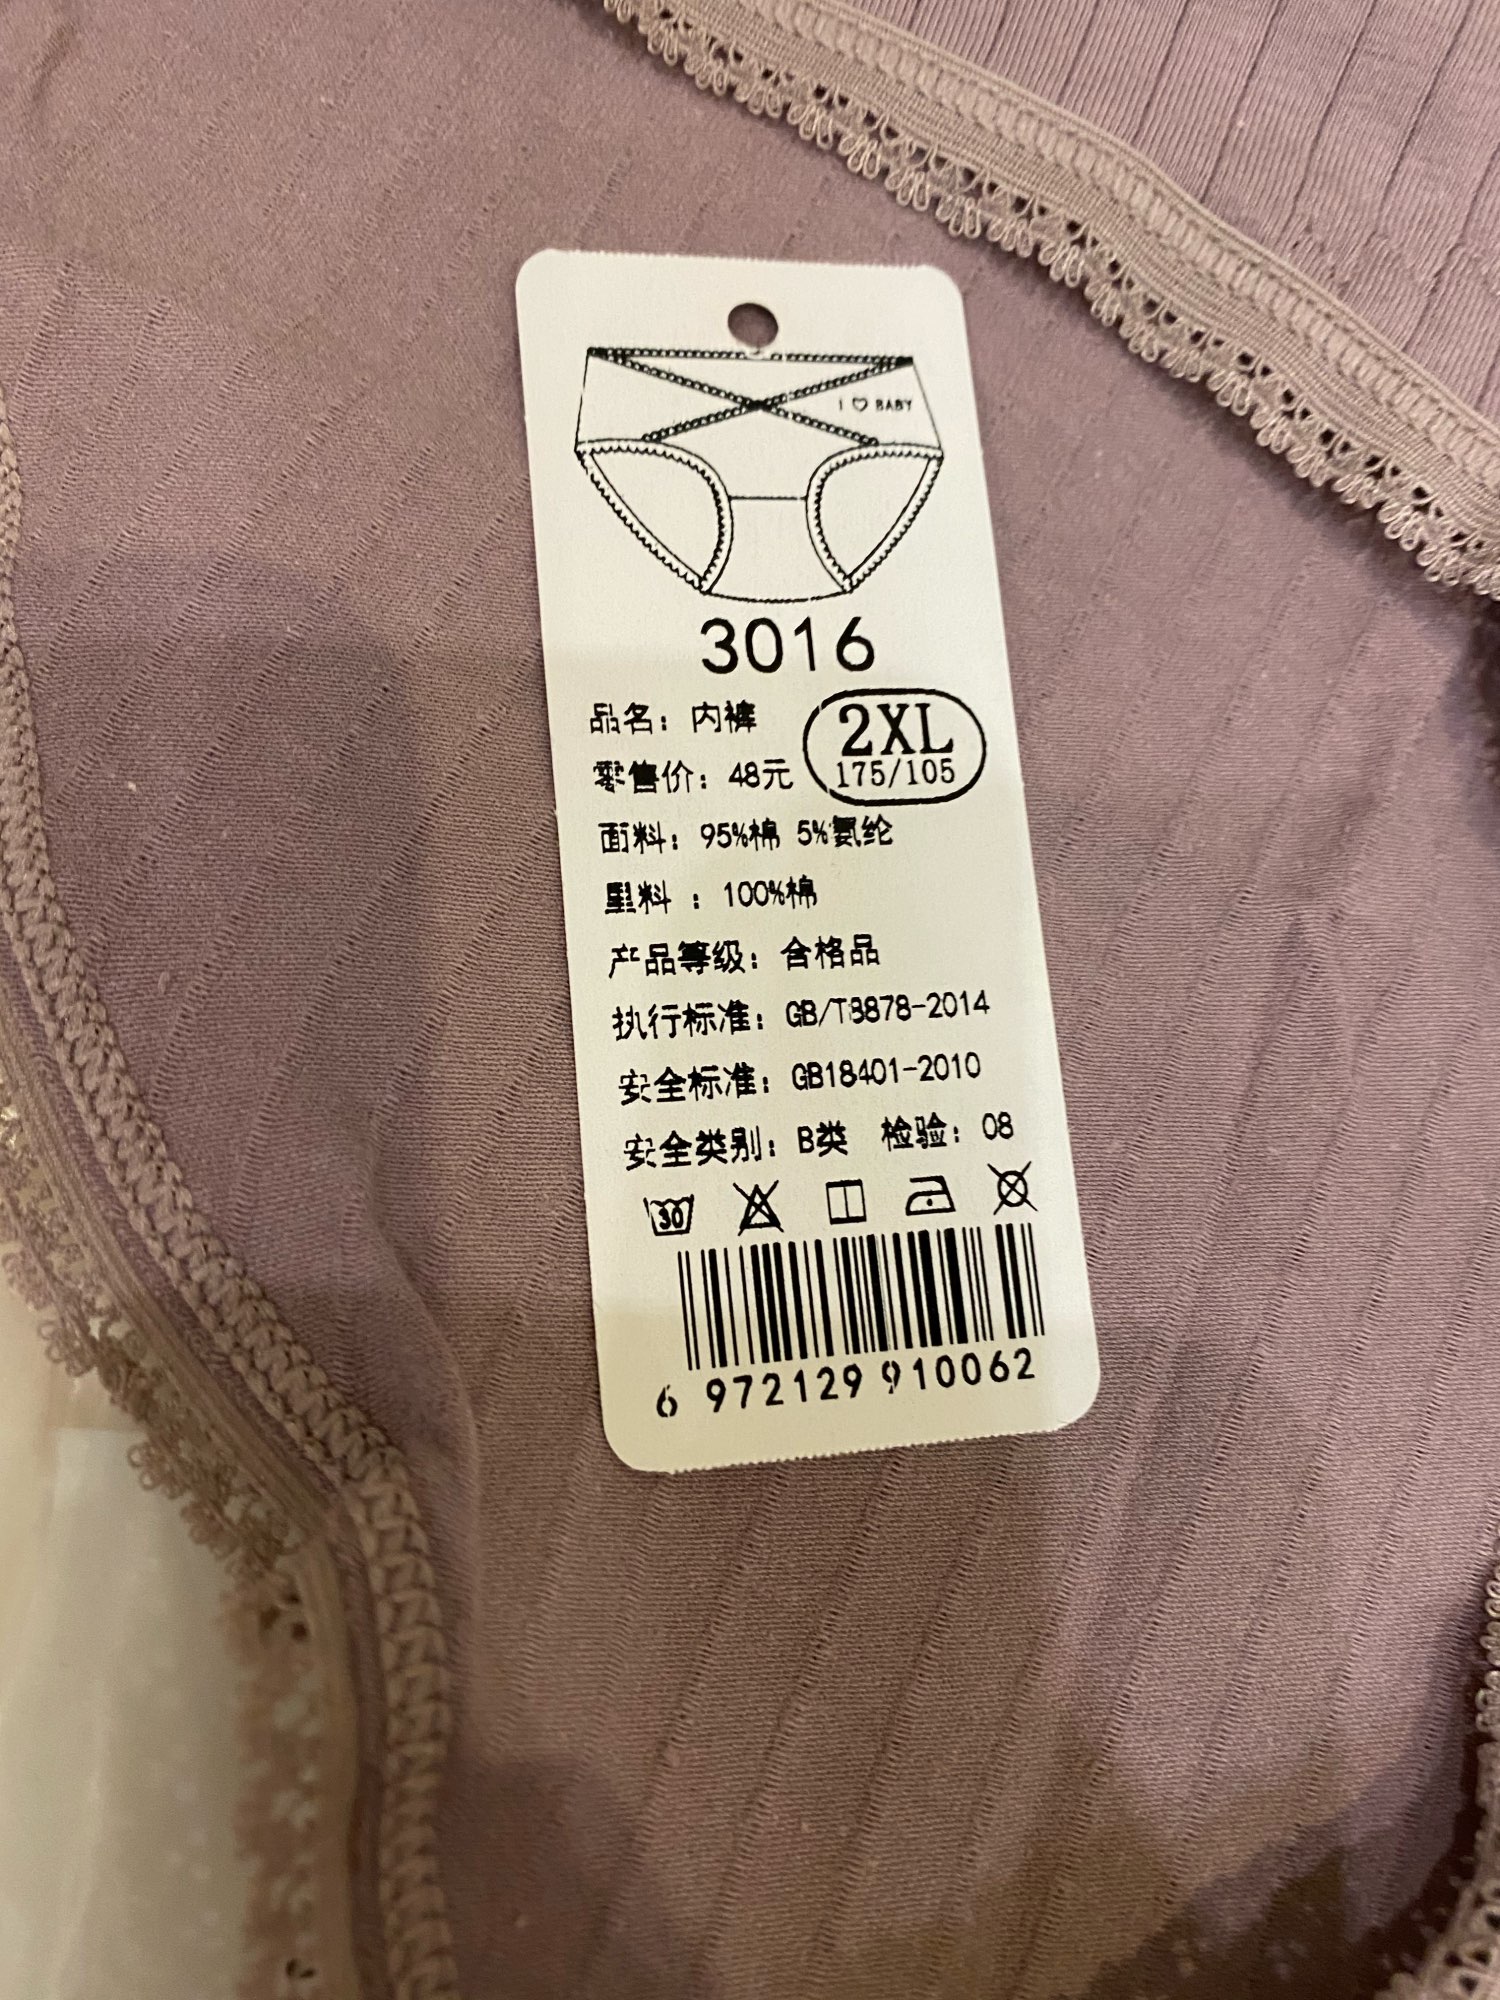 I ♡ BABY
3016
品名：内裤
2XL
零售价：48元
175/105
面料：95%棉 5%氨纶
里料：100%棉
产品等级：合格品
执行标准：GB/T8878-2014
安全标准：GB18401-2010
安全类别：B类 检验：08
30
6 972129 910062